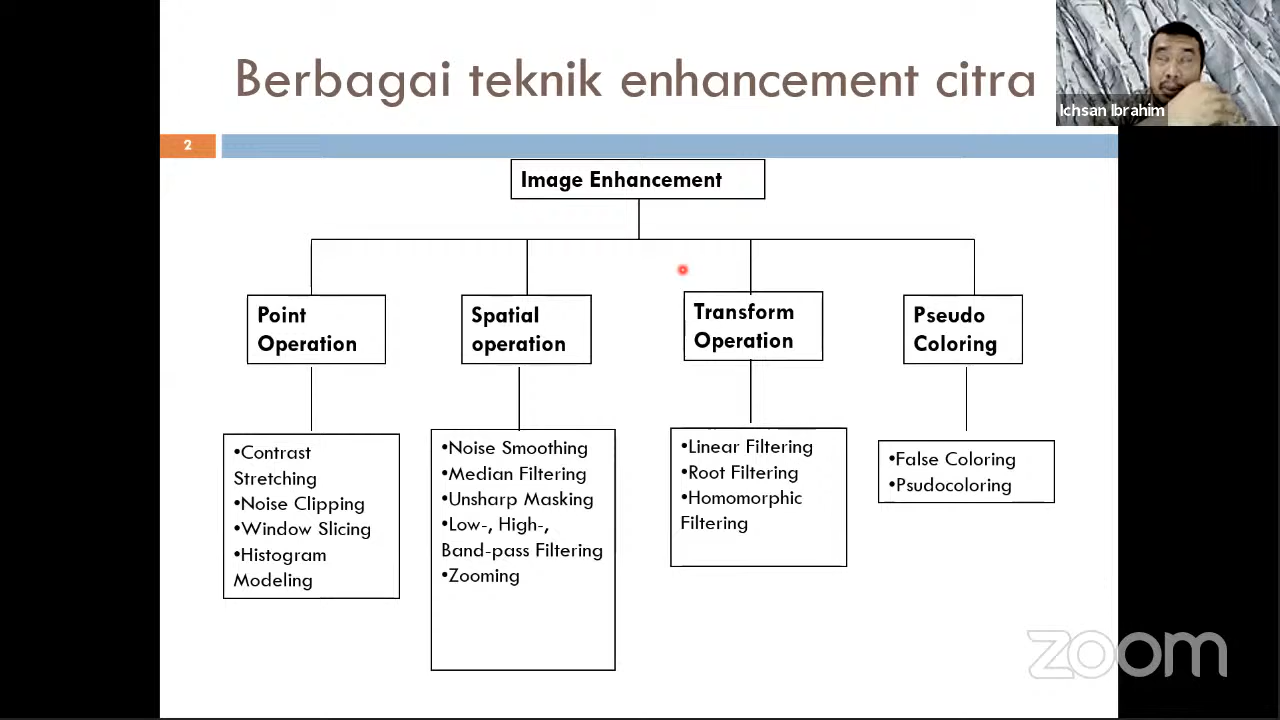 Berbagai teknik enhancement citra
Ichsan Ibrahim
2
Image Enhancement
Point
Operation
Spatial
operation
Transform
Operation
Pseudo
Coloring
•Contrast
Stretching
•Noise Clipping
•Window Slicing
•Histogram
Modeling
•Noise Smoothing
•Median Filtering
•Unsharp Masking
•Low-, High-,
Band-pass Filtering
•Zooming
•Linear Filtering
•Root Filtering
•Homomorphic
Filtering
•False Coloring
•Psudocoloring
zoom